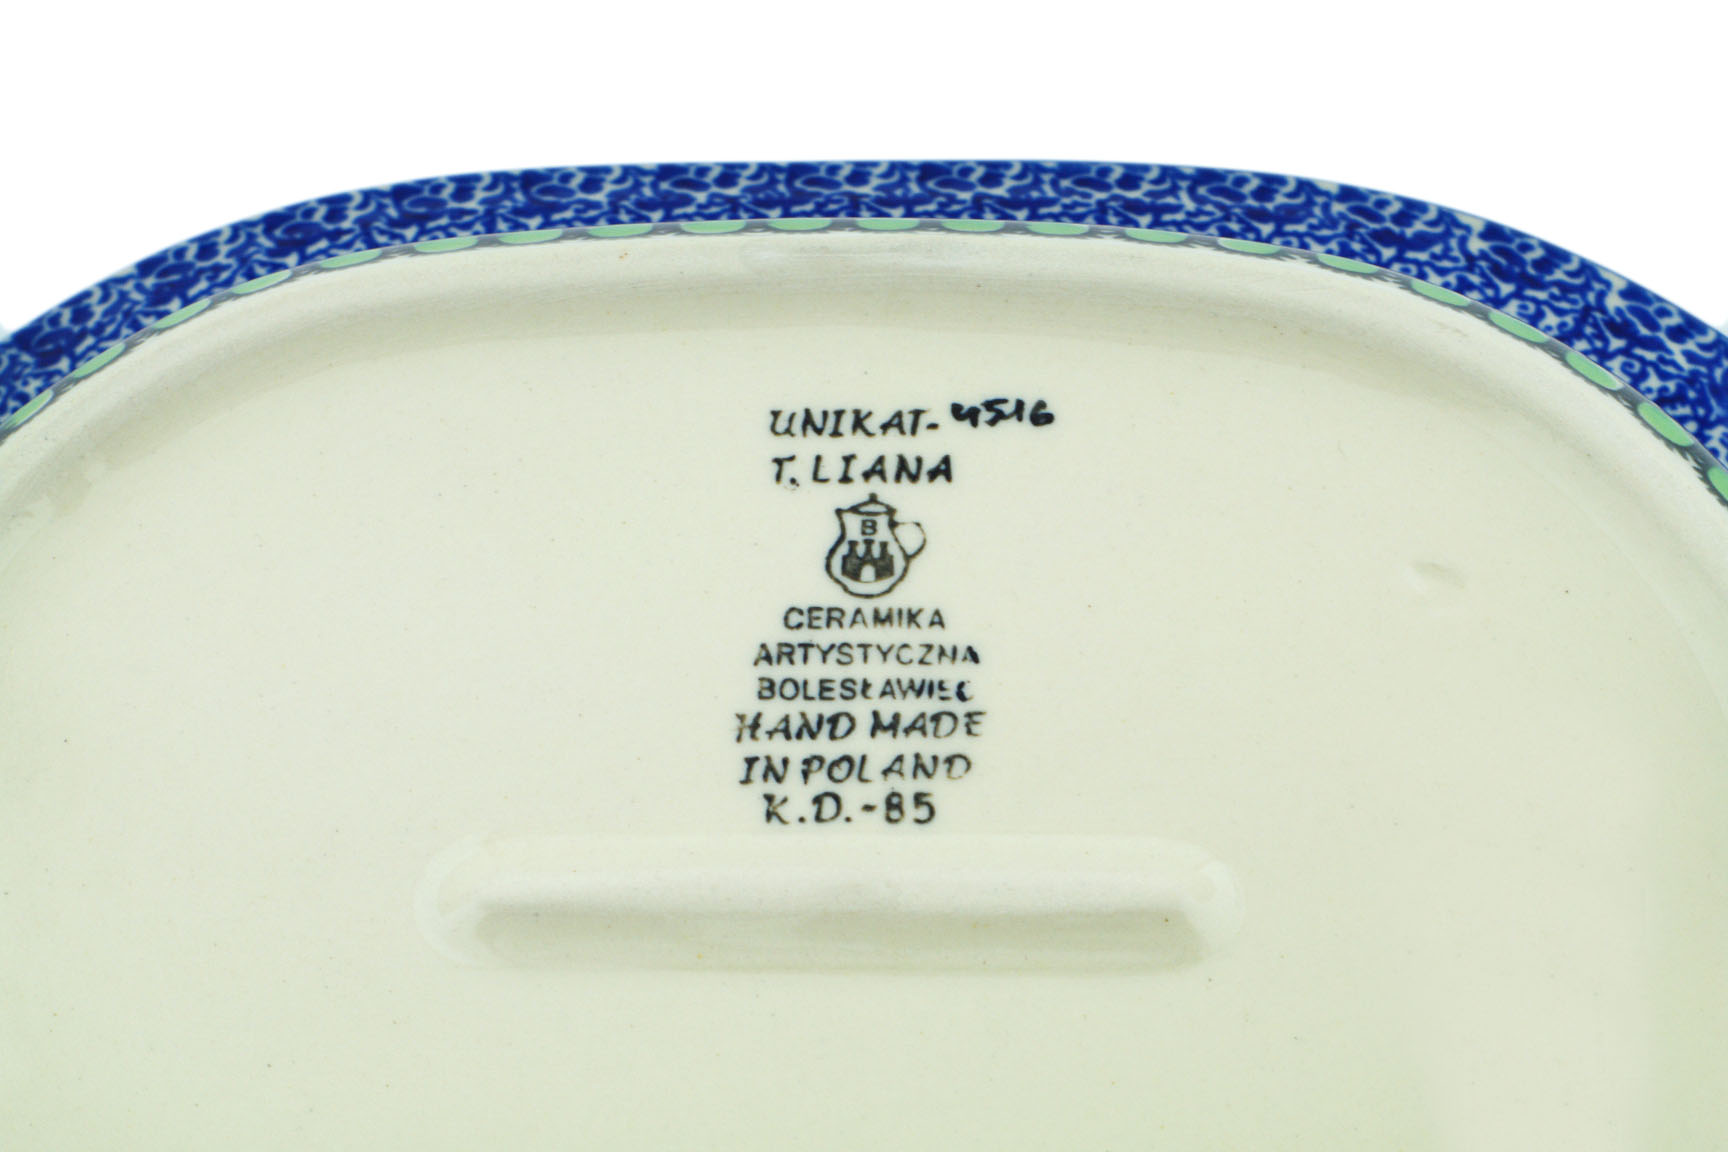 UNIKAT-4516
T. LIANA
B
CERAMIKA
ARTYSTYCZNA
BOLESŁAWIEC
HAND MADE
IN POLAND
K.D.-85